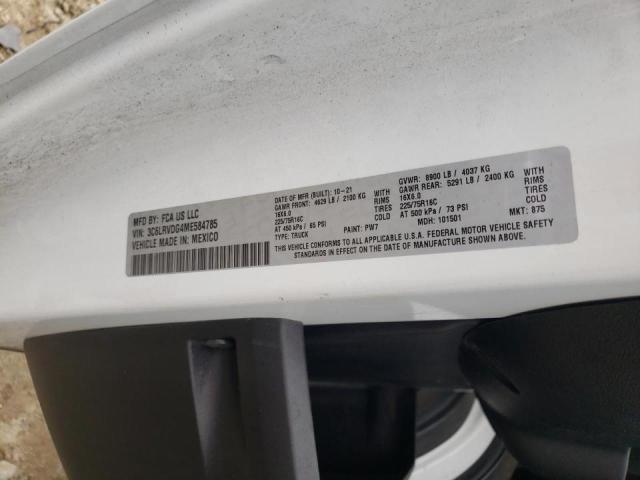 MFD BY: FCA US LLC
VIN: 3C6LRVDG4ME584785
VEHICLE MADE IN: MEXICO
DATE OF MFR (BUILT): 10-21
GAWR FRONT: 4629 LB / 2100 KG WITH
16X6.0 RIMS
225/75R16C TIRES
AT 450 kPa / 65 PSI COLD
TYPE: TRUCK PAINT: PW7
GVWR: 8900 LB / 4037 KG
GAWR REAR: 5291 LB / 2400 KG WITH
16X6.0 RIMS
225/75R16C TIRES
AT 500 kPa / 73 PSI COLD
MDH: 101501 MKT: 875
THIS VEHICLE CONFORMS TO ALL APPLICABLE U.S.A. FEDERAL MOTOR VEHICLE SAFETY
STANDARDS IN EFFECT ON THE DATE OF MANUFACTURE SHOWN ABOVE.